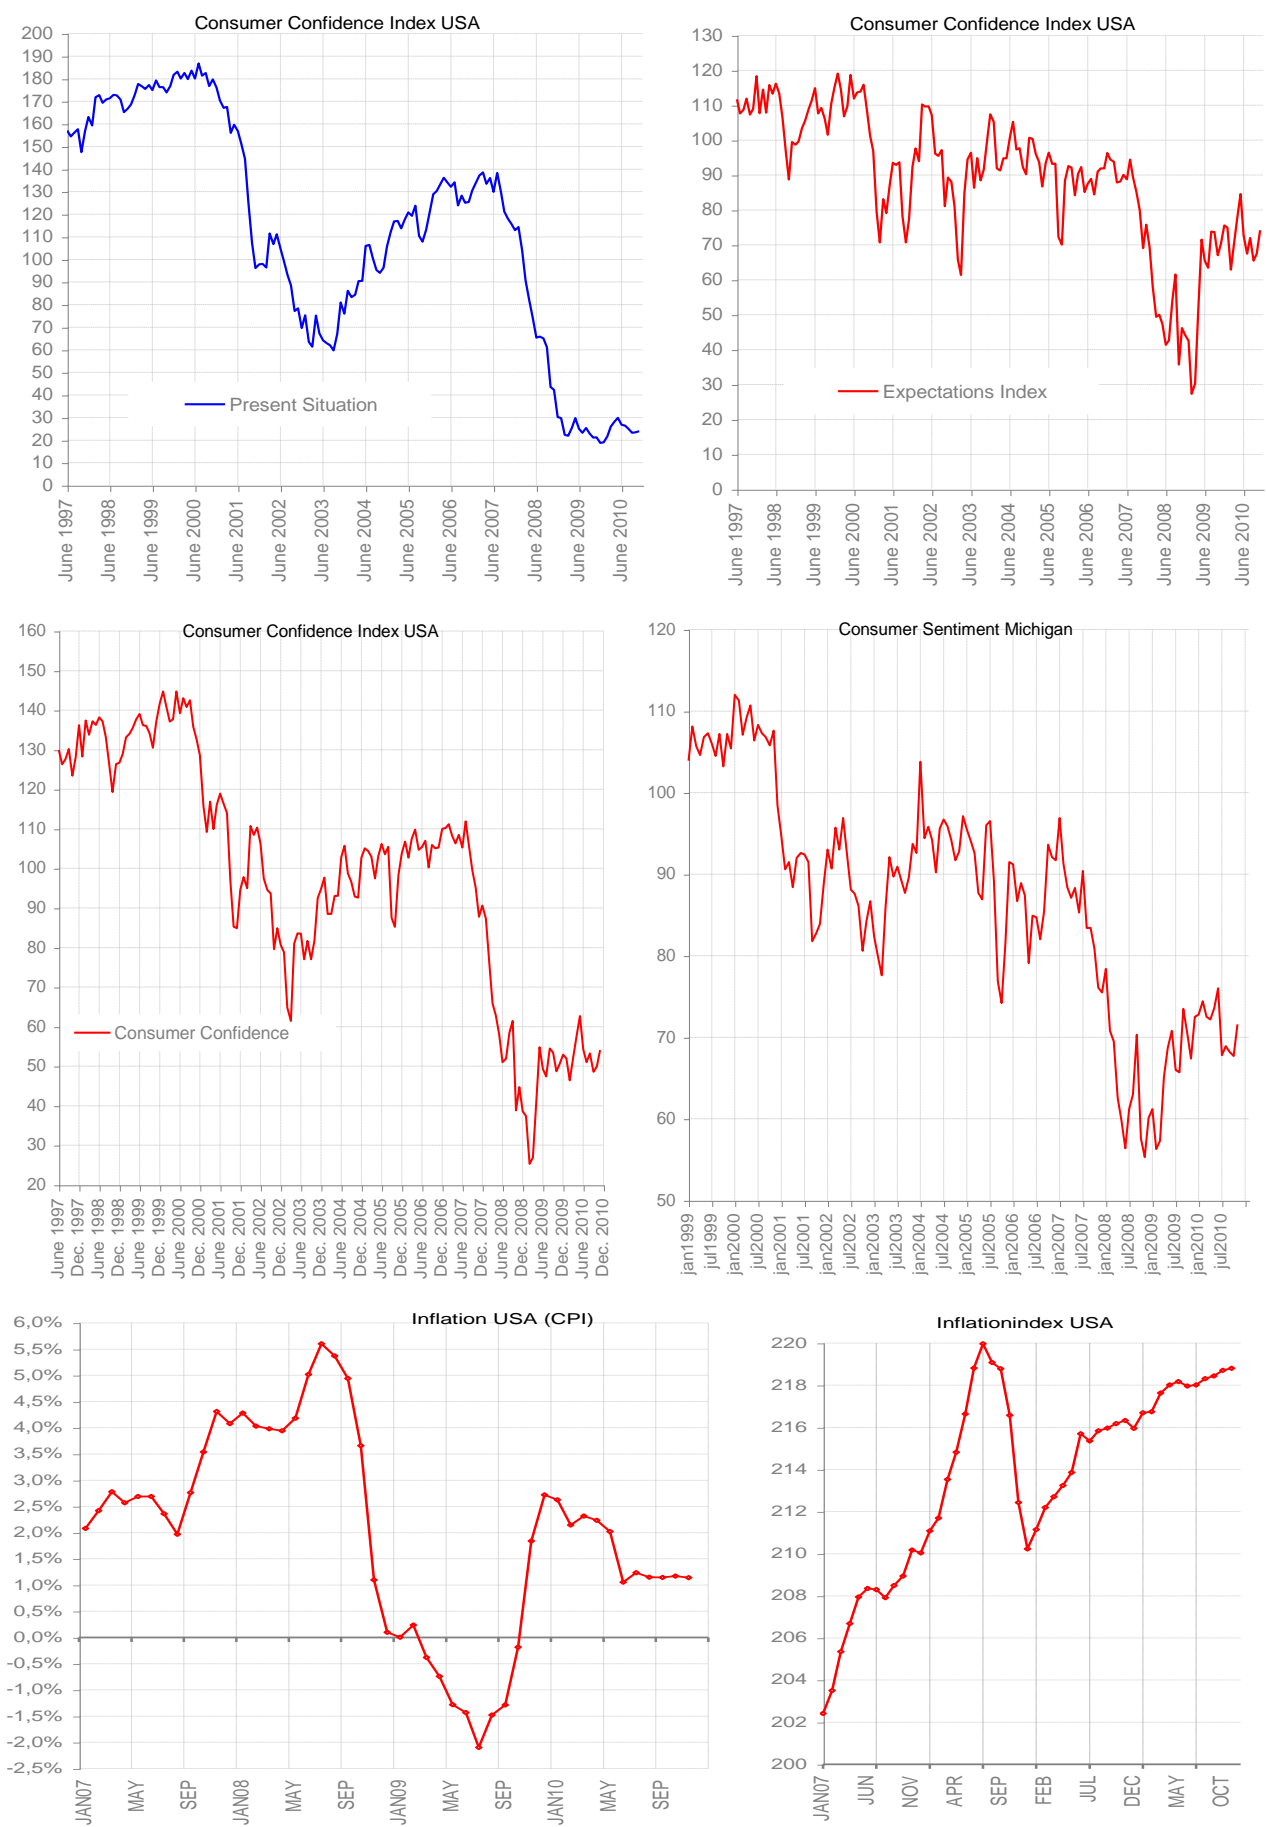 Consumer Confidence Index USA
200
190
180
170
160
150
140
130
120
110
100
90
80
70
60
50
40
30
20
10
0
Present Situation
June 1997
June 1998
June 1999
June 2000
June 2001
June 2002
June 2003
June 2004
June 2005
June 2006
June 2007
June 2008
June 2009
June 2010
Consumer Confidence Index USA
130
120
110
100
90
80
70
60
50
40
30
20
10
0
Expectations Index
June 1997
June 1998
June 1999
June 2000
June 2001
June 2002
June 2003
June 2004
June 2005
June 2006
June 2007
June 2008
June 2009
June 2010
Consumer Confidence Index USA
160
150
140
130
120
110
100
90
80
70
60
50
40
30
20
Consumer Confidence
June 1997
Dec. 1997
June 1998
Dec. 1998
June 1999
Dec. 1999
June 2000
Dec. 2000
June 2001
Dec. 2001
June 2002
Dec. 2002
June 2003
Dec. 2003
June 2004
Dec. 2004
June 2005
Dec. 2005
June 2006
Dec. 2006
June 2007
Dec. 2007
June 2008
Dec. 2008
June 2009
Dec. 2009
June 2010
Dec. 2010
Consumer Sentiment Michigan
120
110
100
90
80
70
60
50
jan1999
jul1999
jan2000
jul2000
jan2001
jul2001
jan2002
jul2002
jan2003
jul2003
jan2004
jul2004
jan2005
jul2005
jan2006
jul2006
jan2007
jul2007
jan2008
jul2008
jan2009
jul2009
jan2010
jul2010
Inflation USA (CPI)
6,0%
5,5%
5,0%
4,5%
4,0%
3,5%
3,0%
2,5%
2,0%
1,5%
1,0%
0,5%
0,0%
-0,5%
-1,0%
-1,5%
-2,0%
-2,5%
JAN07
MAY
SEP
JAN08
MAY
SEP
JAN09
MAY
SEP
JAN10
MAY
SEP
Inflationindex USA
220
218
216
214
212
210
208
206
204
202
200
JAN07
JUN
NOV
APR
SEP
FEB
JUL
DEC
MAY
OCT